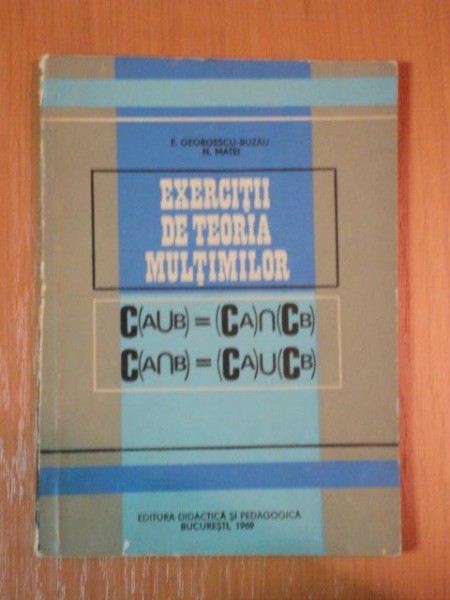 E. GEORGESCU-BUZĂU
N. MATEI
EXERCIȚII
DE TEORIA
MULȚIMILOR
C(A∪B) = (CA)∩(CB)
C(A∩B) = (CA)∪(CB)
EDITURA DIDACTICĂ ȘI PEDAGOGICĂ
BUCUREȘTI, 1969